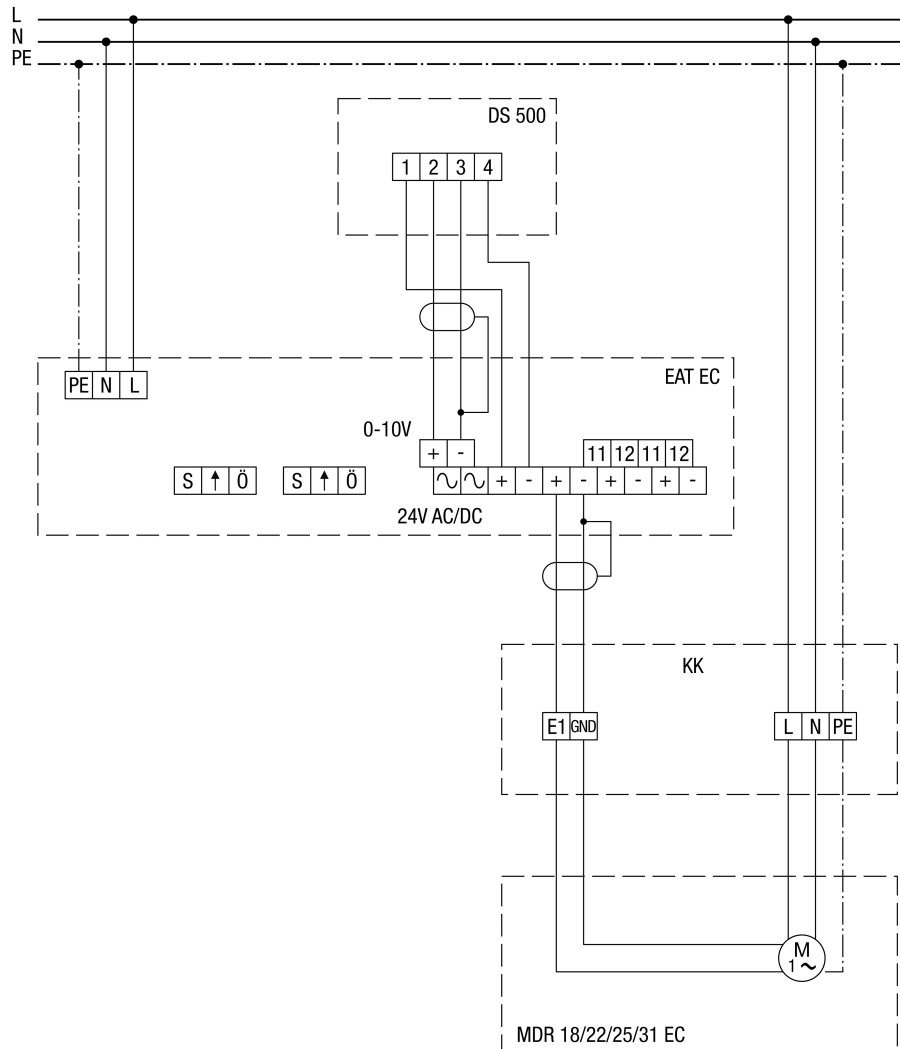 L
N
PE
DS 500
1 2 3 4
PE N L
EAT EC
0-10V
+ -
11 12 11 12
S ↑ Ö S ↑ Ö
∿ ∿ + - + - + - + -
24V AC/DC
KK
E1 GND L N PE
M
1 ~
MDR 18/22/25/31 EC